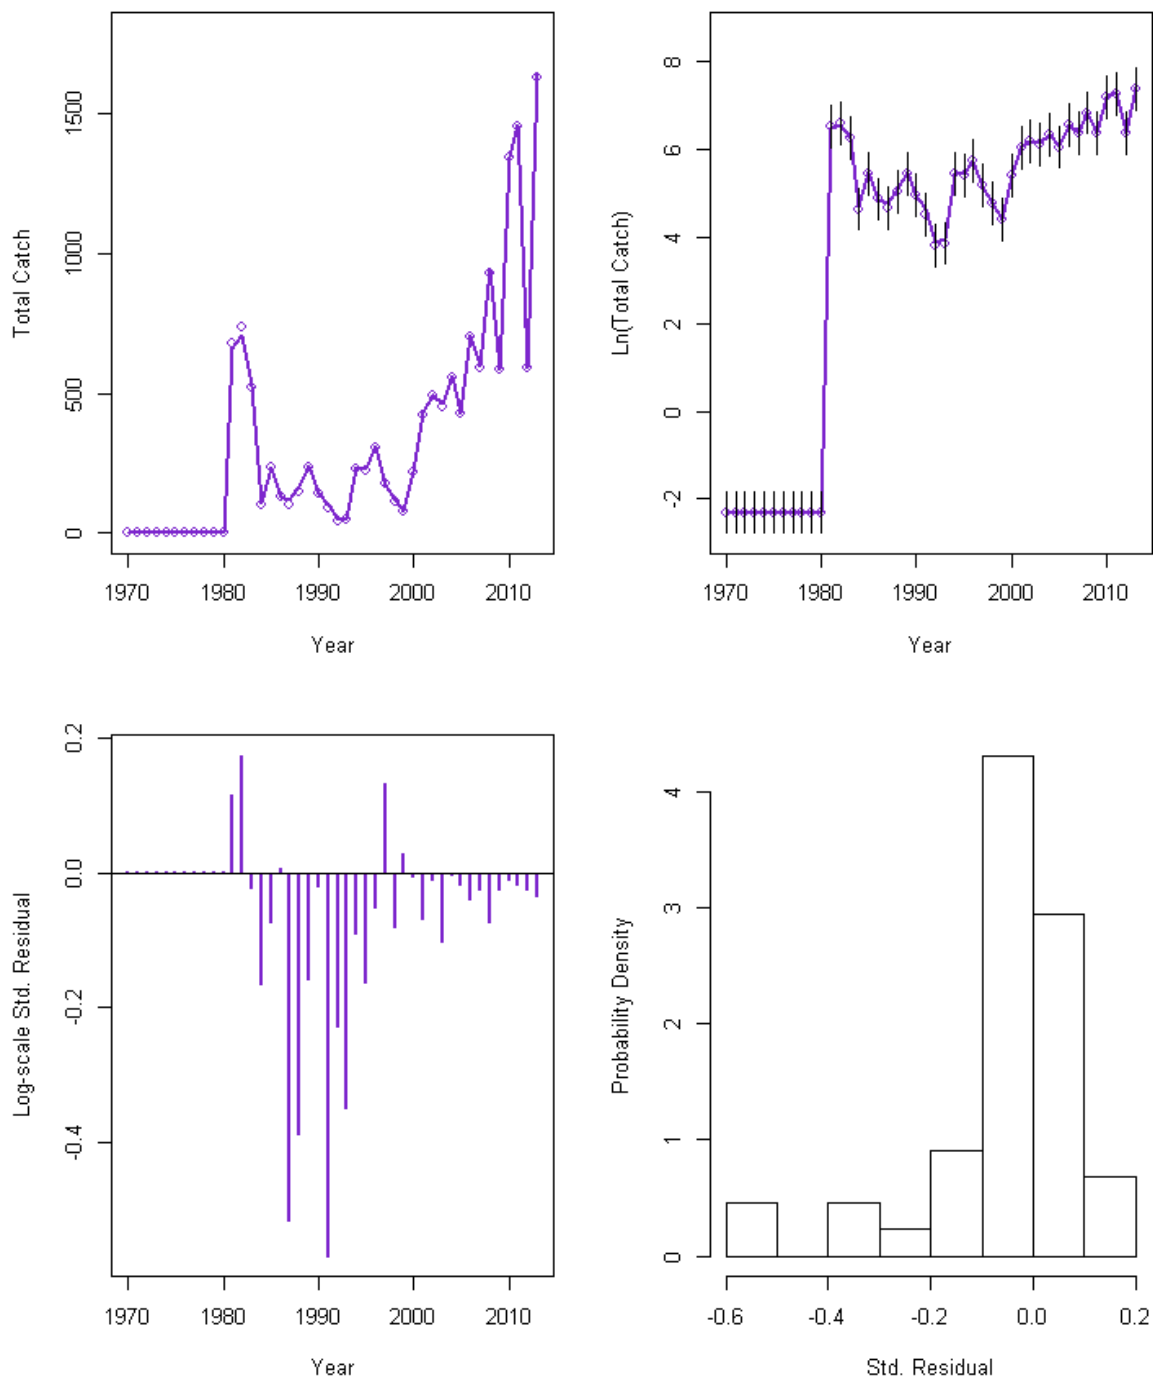 Total Catch
1500
1000
500
0
1970 1980 1990 2000 2010
Year
Ln(Total Catch)
8
6
4
2
0
-2
1970 1980 1990 2000 2010
Year
Log-scale Std. Residual
0.2
0.0
-0.2
-0.4
1970 1980 1990 2000 2010
Year
Probability Density
4
3
2
1
0
-0.6 -0.4 -0.2 0.0 0.2
Std. Residual